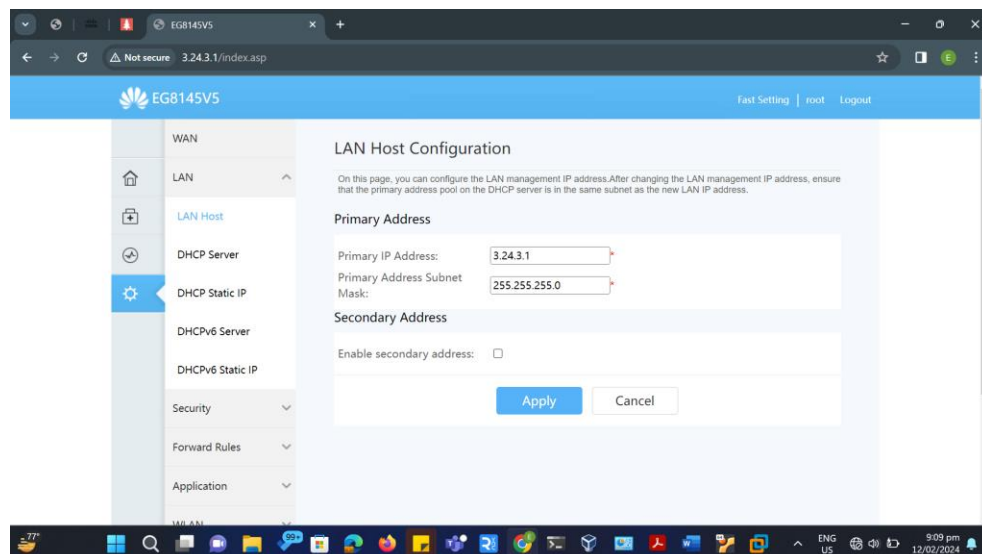 EG8145V5
Not secure 3.24.3.1/index.asp
E
EG8145V5
Fast Setting | root Logout
WAN
LAN
LAN Host
DHCP Server
DHCP Static IP
DHCPv6 Server
DHCPv6 Static IP
Security
Forward Rules
Application
WLAN
LAN Host Configuration
On this page, you can configure the LAN management IP address.After changing the LAN management IP address, ensure
that the primary address pool on the DHCP server is in the same subnet as the new LAN IP address.
Primary Address
Primary IP Address: 3.24.3.1 *
Primary Address Subnet
Mask: 255.255.255.0 *
Secondary Address
Enable secondary address:
Apply Cancel
77°
99+
ENG
US
9:09 pm
12/02/2024